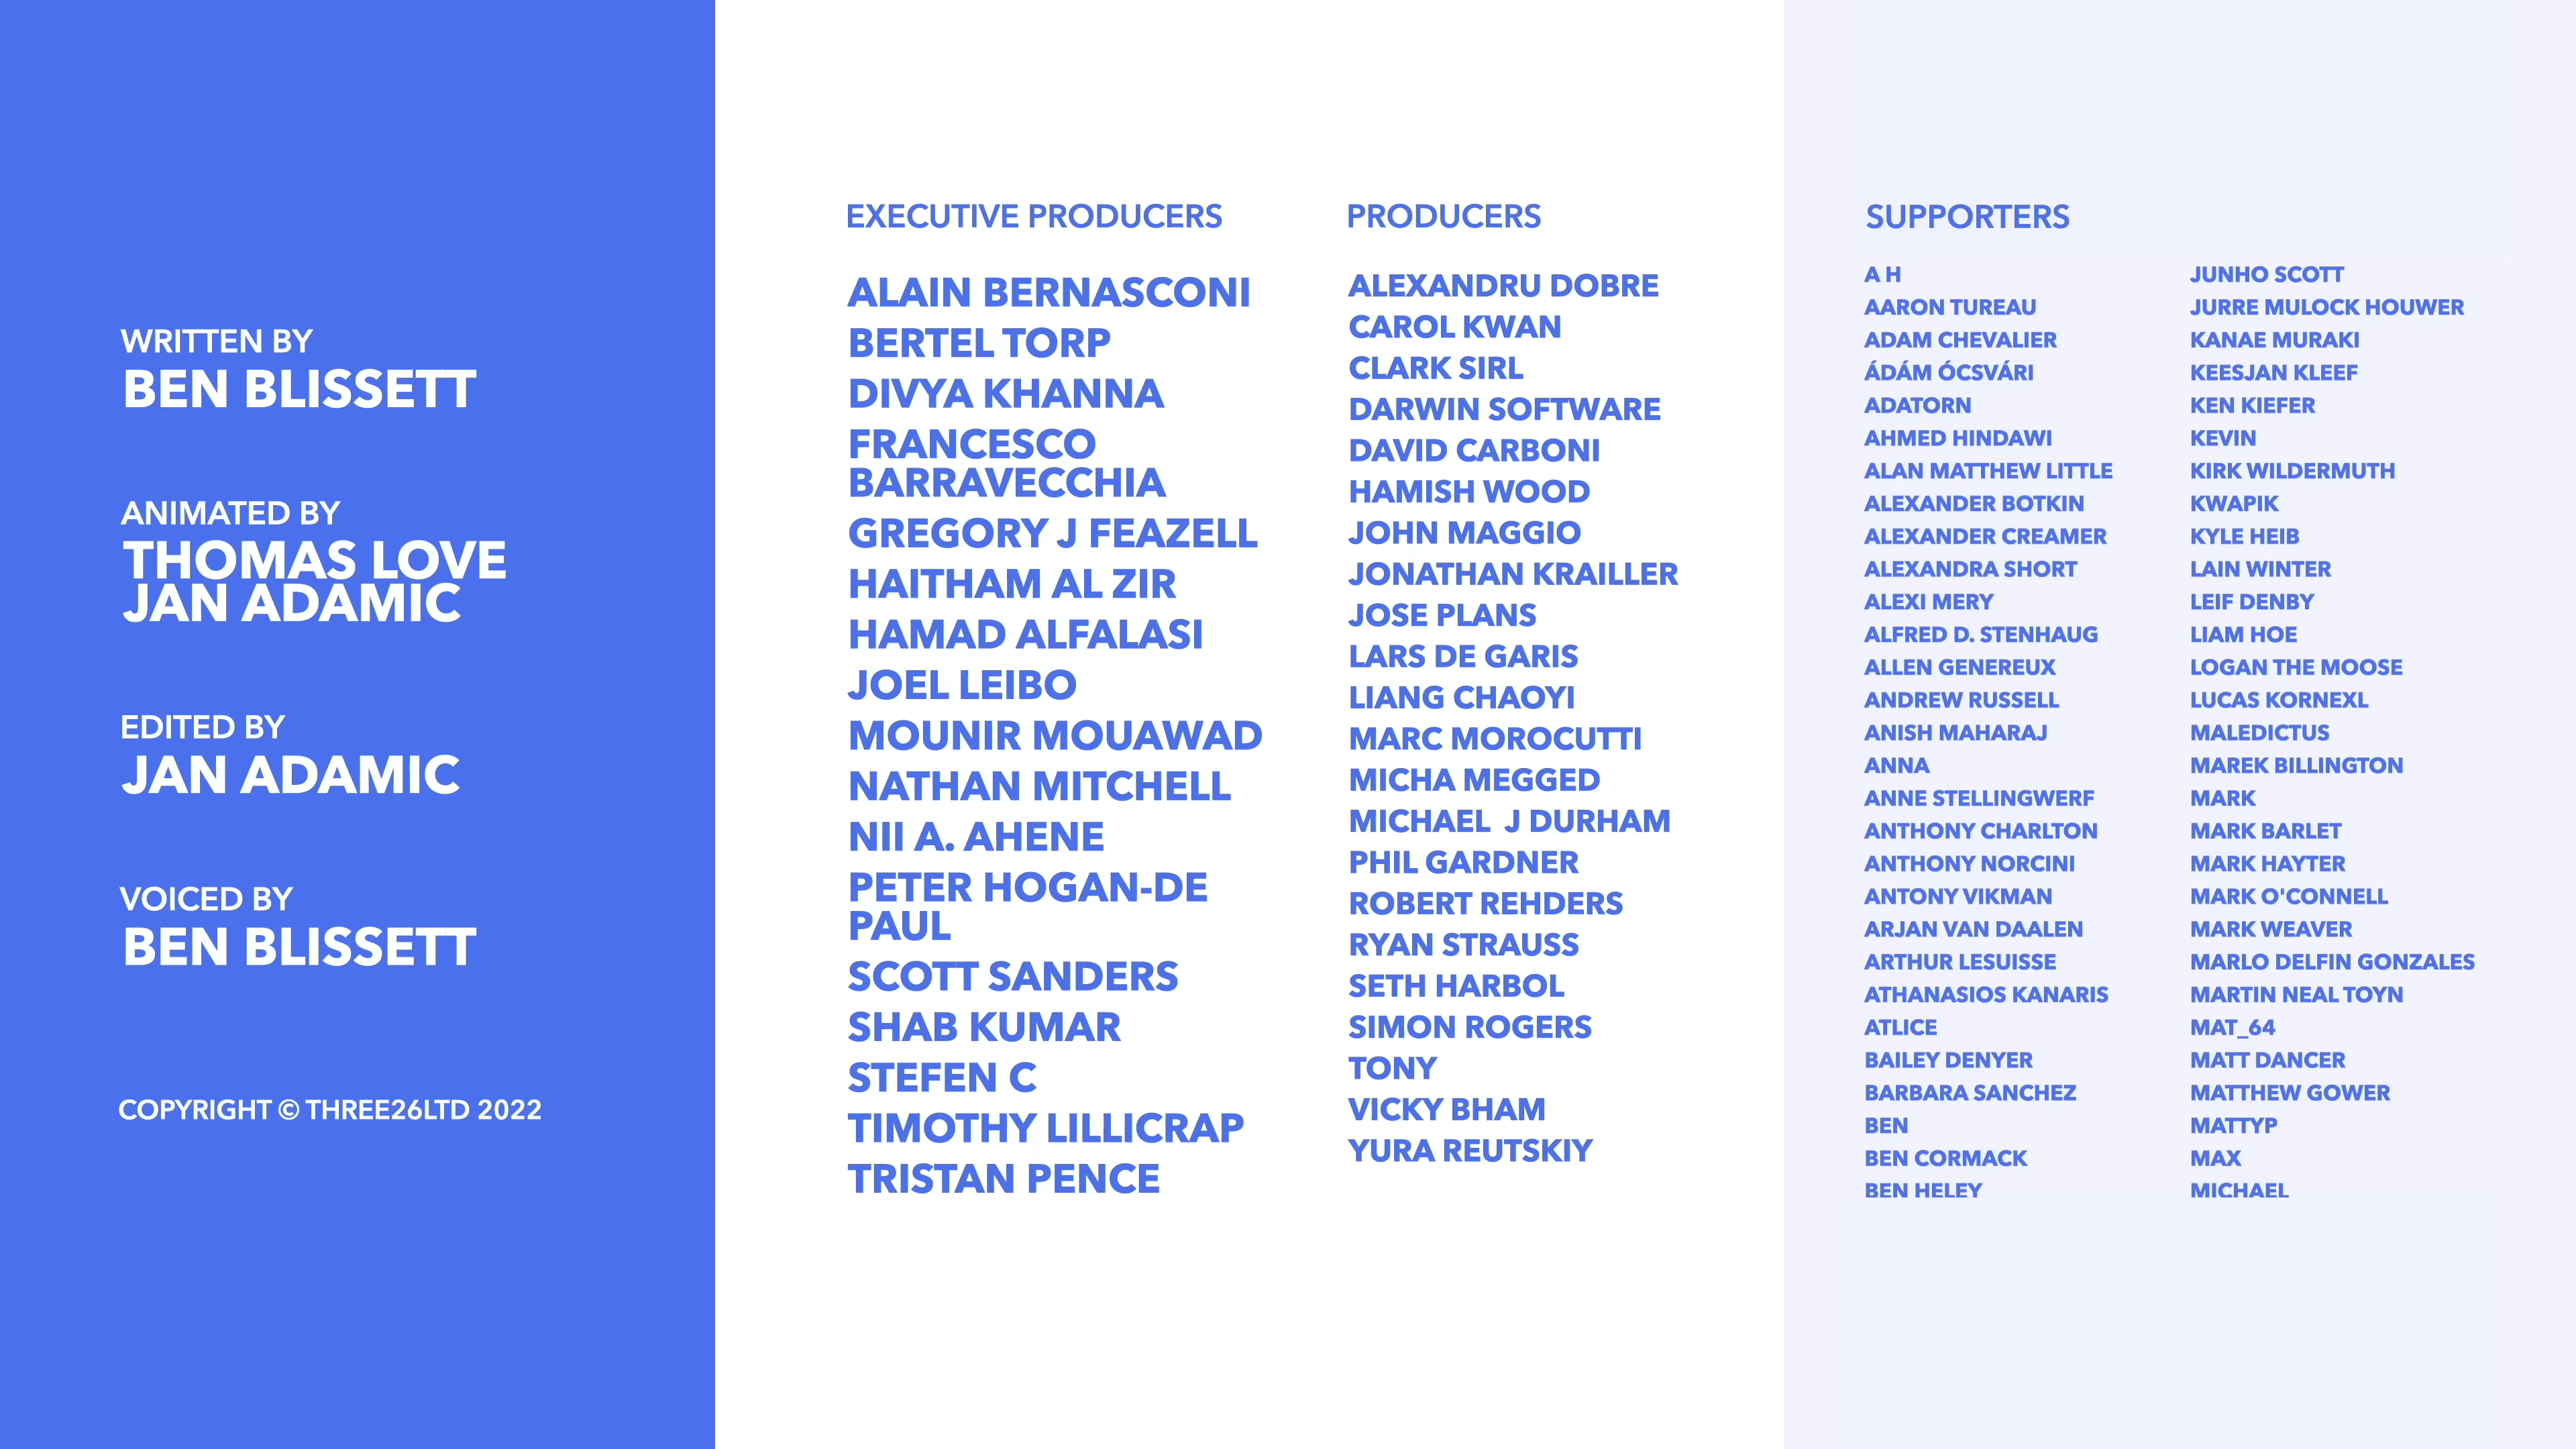 WRITTEN BY
BEN BLISSETT
ANIMATED BY
THOMAS LOVE
JAN ADAMIC
EDITED BY
JAN ADAMIC
VOICED BY
BEN BLISSETT
COPYRIGHT © THREE26LTD 2022
EXECUTIVE PRODUCERS
ALAIN BERNASCONI
BERTEL TORP
DIVYA KHANNA
FRANCESCO
BARRAVECCHIA
GREGORY J FEAZELL
HAITHAM AL ZIR
HAMAD ALFALASI
JOEL LEIBO
MOUNIR MOUAWAD
NATHAN MITCHELL
NII A. AHENE
PETER HOGAN-DE
PAUL
SCOTT SANDERS
SHAB KUMAR
STEFEN C
TIMOTHY LILLICRAP
TRISTAN PENCE
PRODUCERS
ALEXANDRU DOBRE
CAROL KWAN
CLARK SIRL
DARWIN SOFTWARE
DAVID CARBONI
HAMISH WOOD
JOHN MAGGIO
JONATHAN KRAILLER
JOSE PLANS
LARS DE GARIS
LIANG CHAOYI
MARC MOROCUTTI
MICHA MEGGED
MICHAEL J DURHAM
PHIL GARDNER
ROBERT REHDERS
RYAN STRAUSS
SETH HARBOL
SIMON ROGERS
TONY
VICKY BHAM
YURA REUTSKIY
SUPPORTERS
A H
AARON TUREAU
ADAM CHEVALIER
ÁDÁM ÓCSVÁRI
ADATORN
AHMED HINDAWI
ALAN MATTHEW LITTLE
ALEXANDER BOTKIN
ALEXANDER CREAMER
ALEXANDRA SHORT
ALEXI MERY
ALFRED D. STENHAUG
ALLEN GENEREUX
ANDREW RUSSELL
ANISH MAHARAJ
ANNA
ANNE STELLINGWERF
ANTHONY CHARLTON
ANTHONY NORCINI
ANTONY VIKMAN
ARJAN VAN DAALEN
ARTHUR LESUISSE
ATHANASIOS KANARIS
ATLICE
BAILEY DENYER
BARBARA SANCHEZ
BEN
BEN CORMACK
BEN HELEY
JUNHO SCOTT
JURRE MULOCK HOUWER
KANAE MURAKI
KEESJAN KLEEF
KEN KIEFER
KEVIN
KIRK WILDERMUTH
KWAPIK
KYLE HEIB
LAIN WINTER
LEIF DENBY
LIAM HOE
LOGAN THE MOOSE
LUCAS KORNEXL
MALEDICTUS
MAREK BILLINGTON
MARK
MARK BARLET
MARK HAYTER
MARK O'CONNELL
MARK WEAVER
MARLO DELFIN GONZALES
MARTIN NEAL TOYN
MAT_64
MATT DANCER
MATTHEW GOWER
MATTYP
MAX
MICHAEL